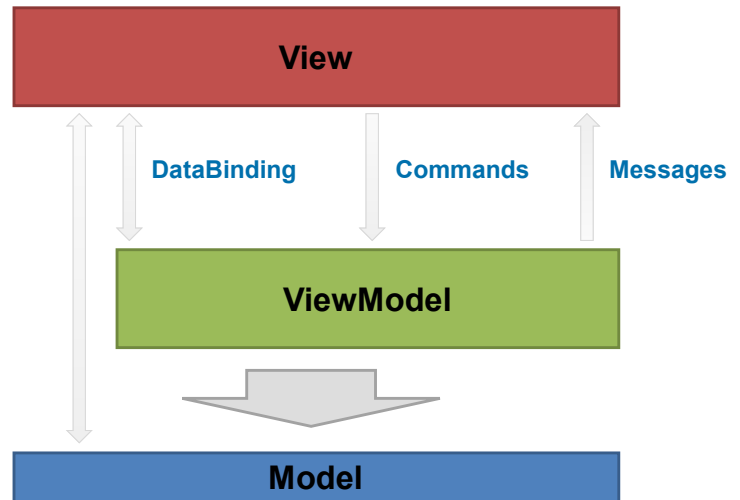 View
DataBinding
Commands
Messages
ViewModel
Model